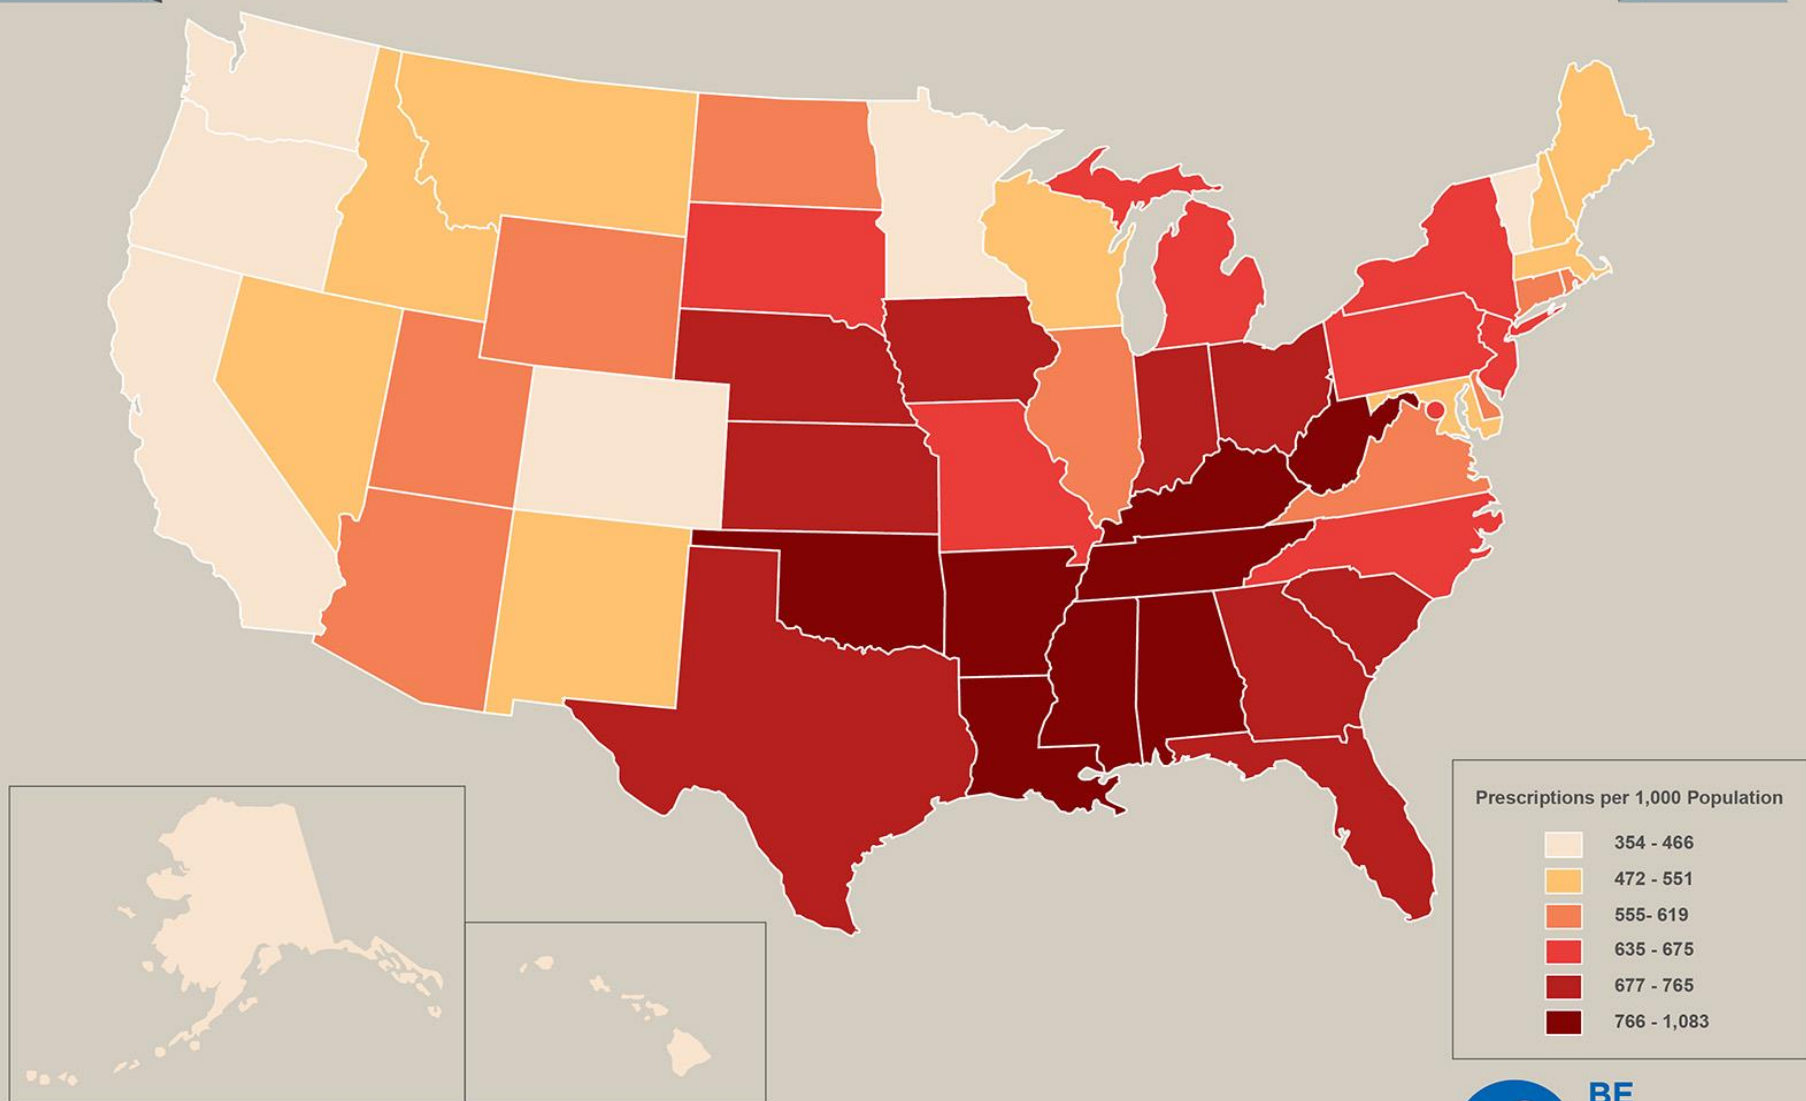 Prescriptions per 1,000 Population
354 - 466
472 - 551
555- 619
635 - 675
677 - 765
766 - 1,083
BE